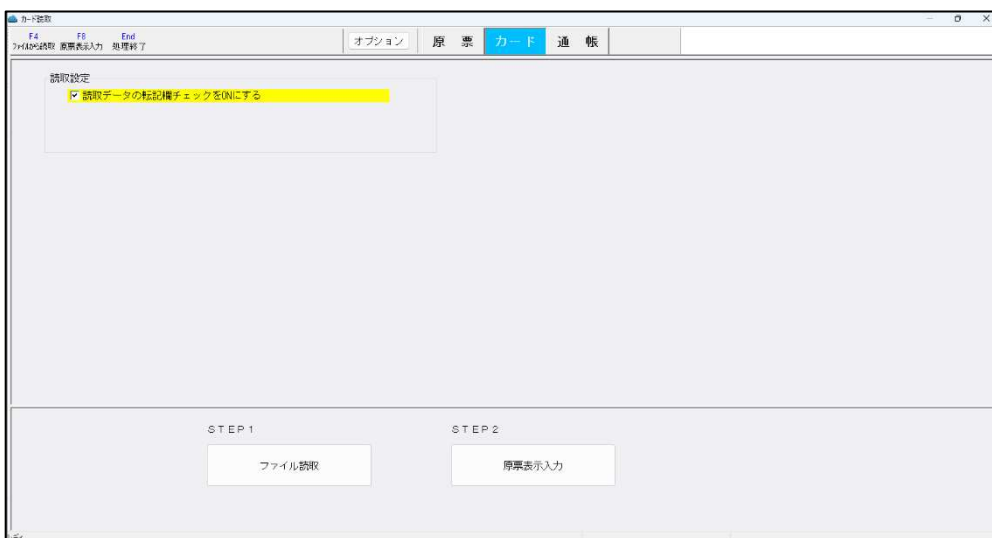 カード読取
F4 F8 End
ファイルから読取 原票表示入力 処理終了
オプション 原 票 カード 通 帳
読取設定
読取データの転記欄チェックをONにする
STEP1 STEP2
ファイル読取 原票表示入力